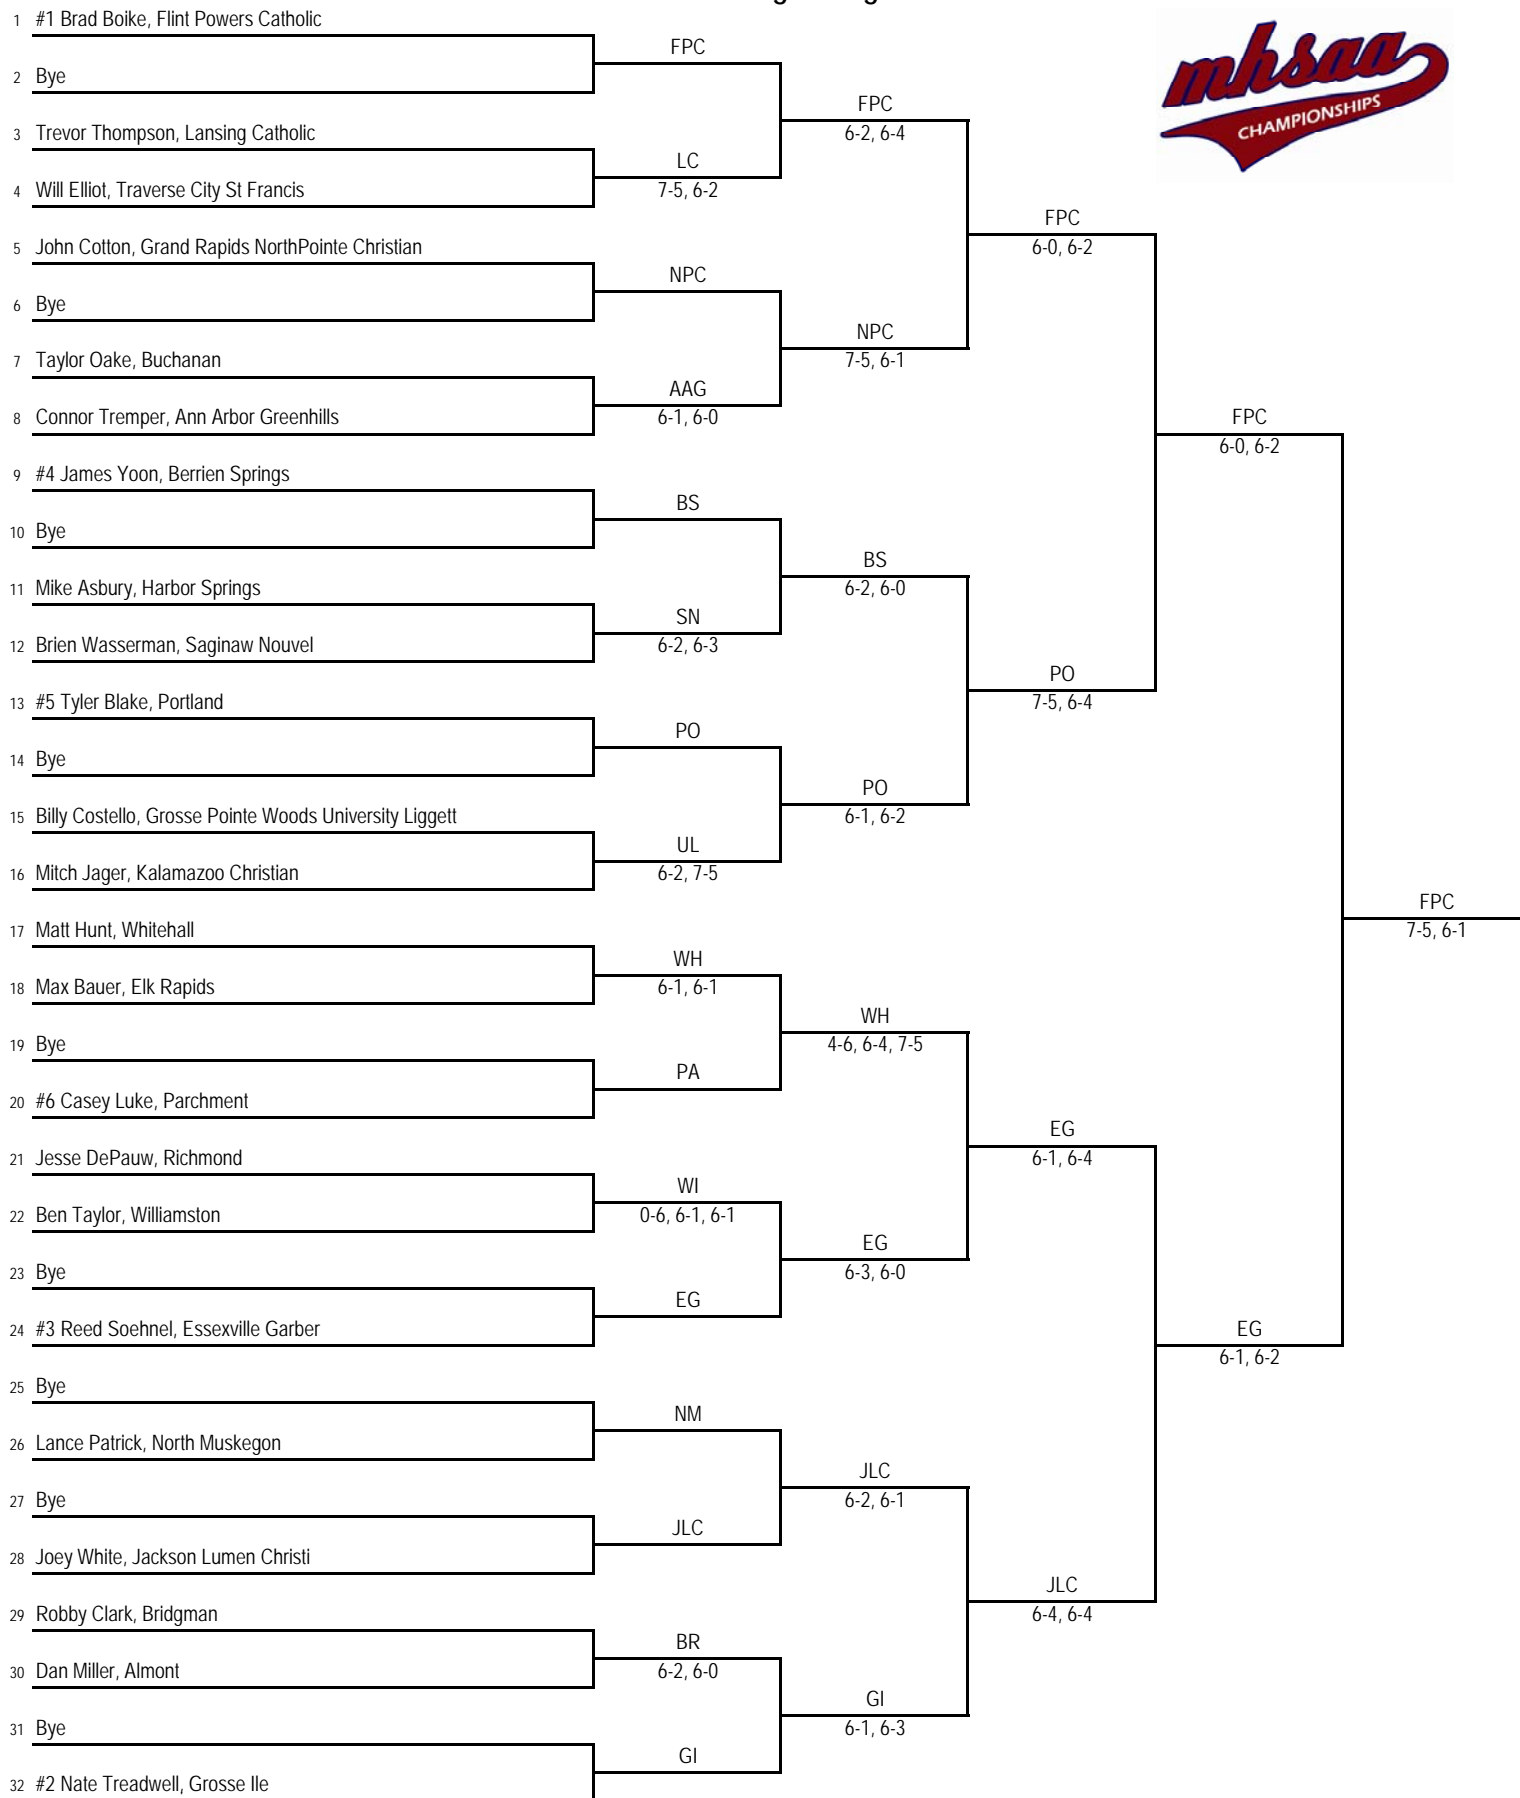 mhsaa
CHAMPIONSHIPS
1 #1 Brad Boike, Flint Powers Catholic
FPC
2 Bye
FPC
6-2, 6-4
3 Trevor Thompson, Lansing Catholic
LC
7-5, 6-2
4 Will Elliot, Traverse City St Francis
FPC
6-0, 6-2
5 John Cotton, Grand Rapids NorthPointe Christian
NPC
6 Bye
NPC
7-5, 6-1
7 Taylor Oake, Buchanan
AAG
6-1, 6-0
8 Connor Tremper, Ann Arbor Greenhills
FPC
6-0, 6-2
9 #4 James Yoon, Berrien Springs
BS
10 Bye
BS
6-2, 6-0
11 Mike Asbury, Harbor Springs
SN
6-2, 6-3
12 Brien Wasserman, Saginaw Nouvel
PO
7-5, 6-4
13 #5 Tyler Blake, Portland
PO
14 Bye
PO
6-1, 6-2
15 Billy Costello, Grosse Pointe Woods University Liggett
UL
6-2, 7-5
16 Mitch Jager, Kalamazoo Christian
FPC
7-5, 6-1
17 Matt Hunt, Whitehall
WH
6-1, 6-1
18 Max Bauer, Elk Rapids
WH
4-6, 6-4, 7-5
19 Bye
PA
20 #6 Casey Luke, Parchment
EG
6-1, 6-4
21 Jesse DePauw, Richmond
WI
0-6, 6-1, 6-1
22 Ben Taylor, Williamston
EG
6-3, 6-0
23 Bye
EG
24 #3 Reed Soehnel, Essexville Garber
EG
6-1, 6-2
25 Bye
NM
26 Lance Patrick, North Muskegon
JLC
6-2, 6-1
27 Bye
JLC
28 Joey White, Jackson Lumen Christi
JLC
6-4, 6-4
29 Robby Clark, Bridgman
BR
6-2, 6-0
30 Dan Miller, Almont
GI
6-1, 6-3
31 Bye
GI
32 #2 Nate Treadwell, Grosse Ile